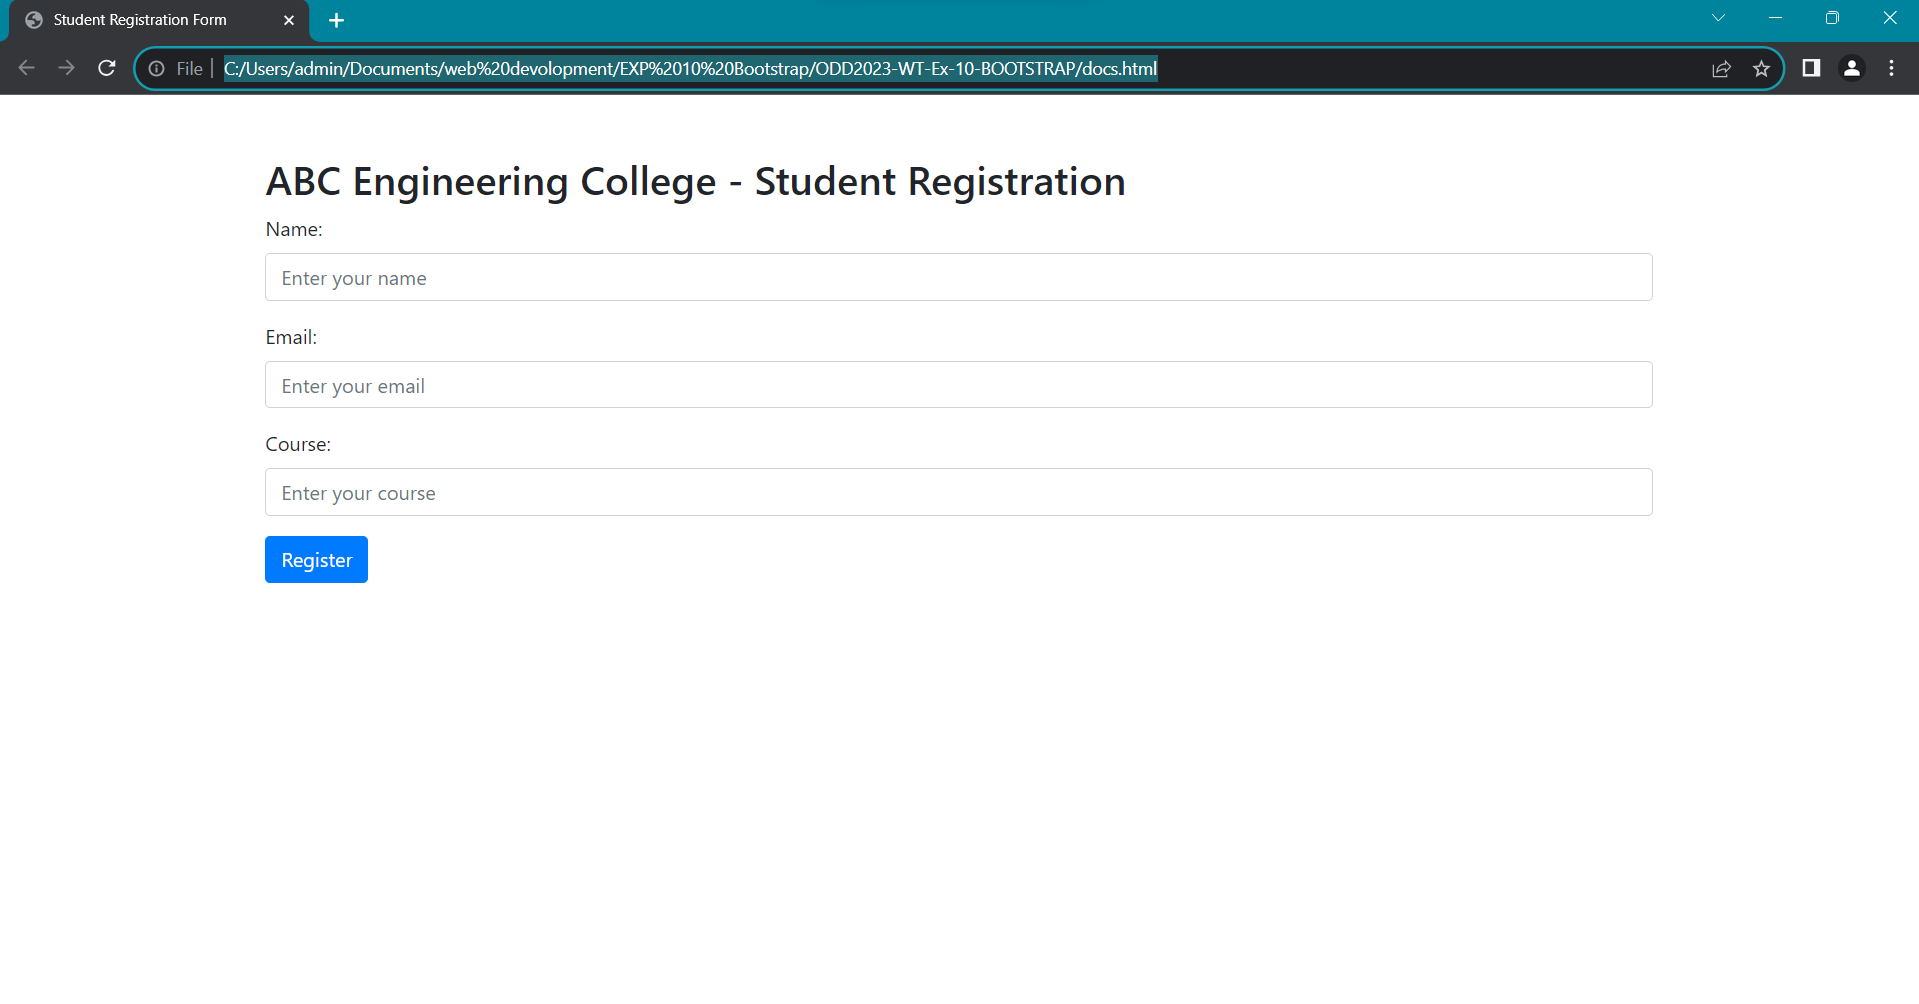 Student Registration Form
File
C:/Users/admin/Documents/web%20devolopment/EXP%2010%20Bootstrap/ODD2023-WT-Ex-10-BOOTSTRAP/docs.html
ABC Engineering College - Student Registration
Name:
Enter your name
Email:
Enter your email
Course:
Enter your course
Register